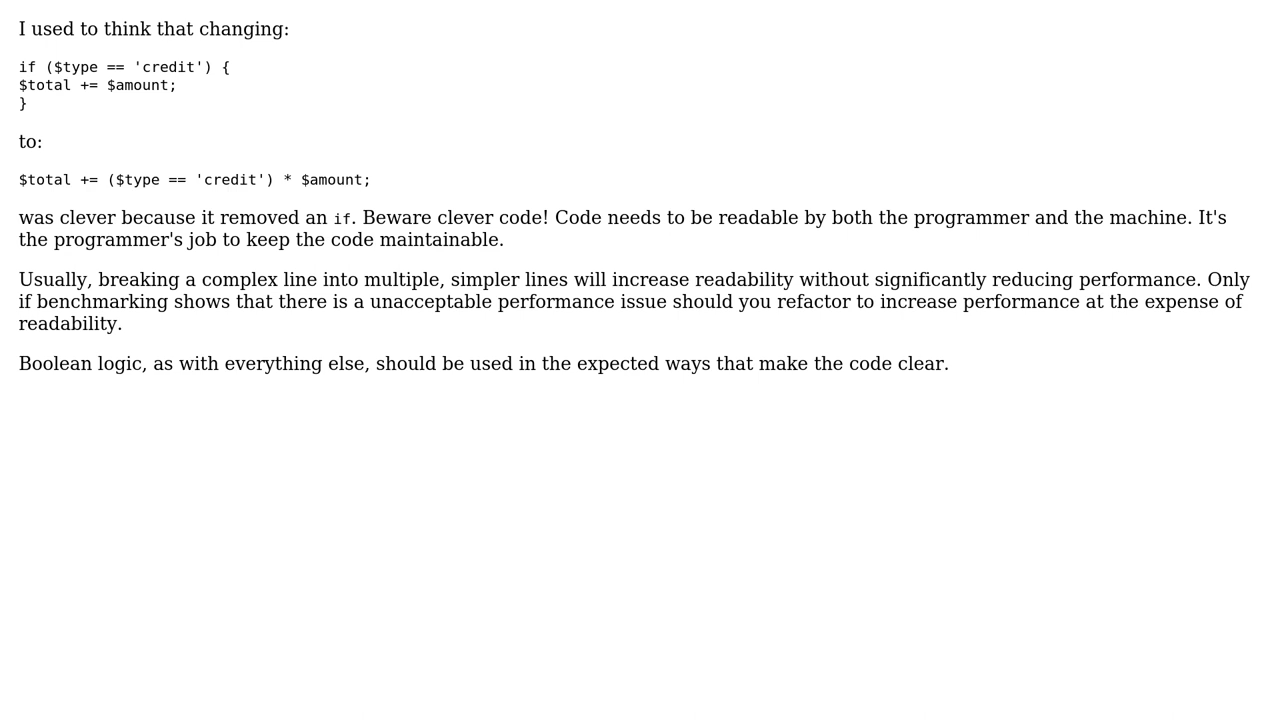 I used to think that changing:
if ($type == 'credit') {
$total += $amount;
}
to:
$total += ($type == 'credit') * $amount;
was clever because it removed an if. Beware clever code! Code needs to be readable by both the programmer and the machine. It's
the programmer's job to keep the code maintainable.
Usually, breaking a complex line into multiple, simpler lines will increase readability without significantly reducing performance. Only
if benchmarking shows that there is a unacceptable performance issue should you refactor to increase performance at the expense of
readability.
Boolean logic, as with everything else, should be used in the expected ways that make the code clear.